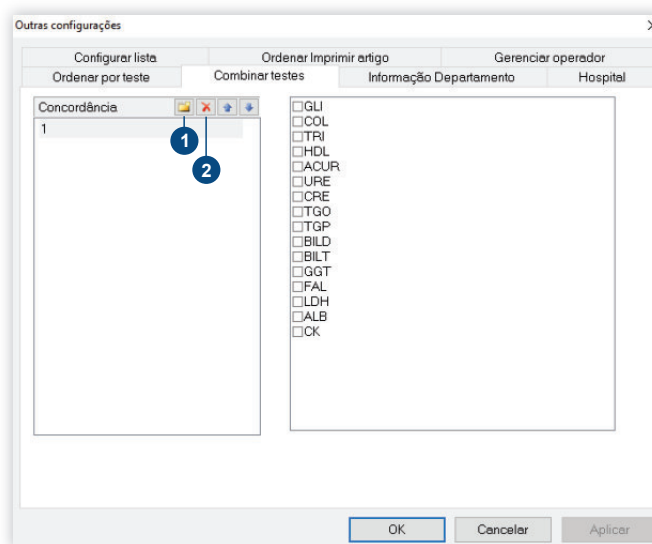 Outras configurações
Configurar lista Ordenar Imprimir artigo Gerenciar operador
Ordenar por teste Combinar testes Informação Departamento Hospital
Concordância
1
1
2
GLI
COL
TRI
HDL
ACUR
URE
CRE
TGO
TGP
BILD
BILT
GGT
FAL
LDH
ALB
CK
OK Cancelar Aplicar